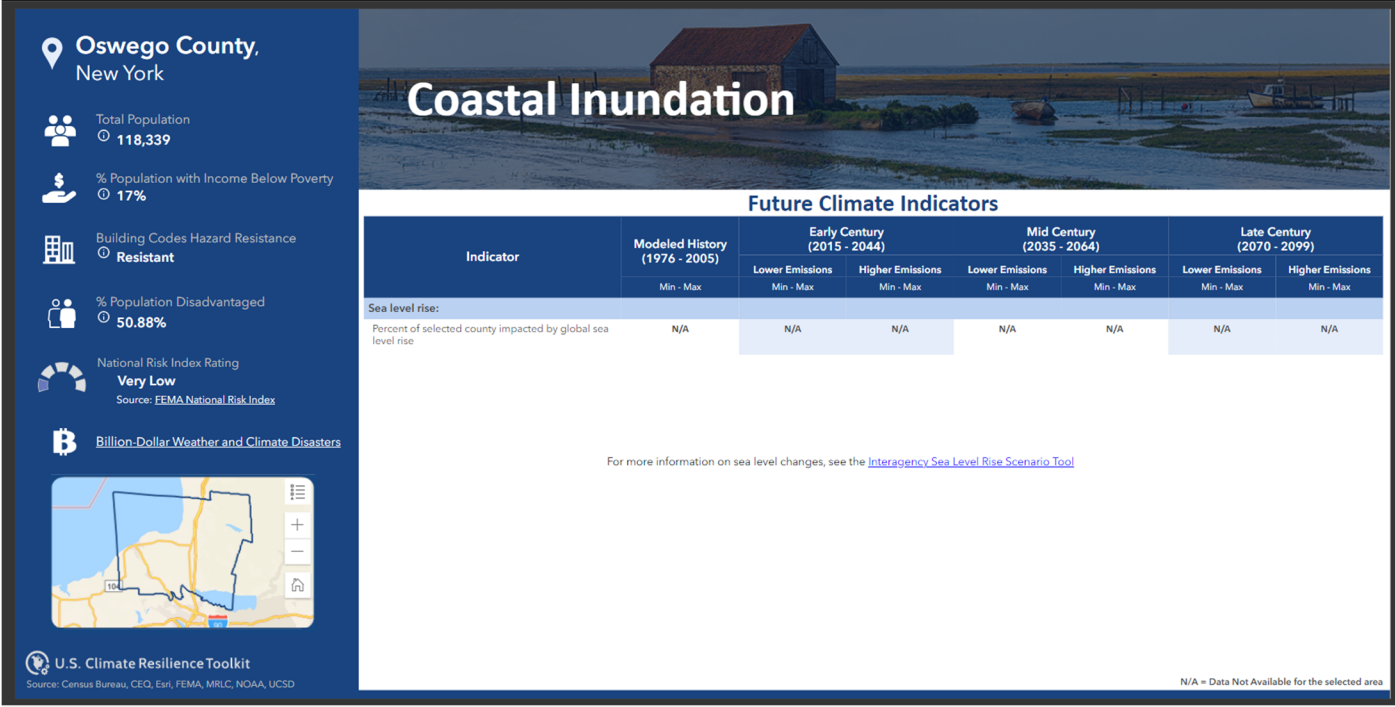 Oswego County,
New York
Total Population
118,339
% Population with Income Below Poverty
17%
Building Codes Hazard Resistance
Resistant
% Population Disadvantaged
50.88%
National Risk Index Rating
Very Low
Source: FEMA National Risk Index
Billion-Dollar Weather and Climate Disasters
104
90
U.S. Climate Resilience Toolkit
Source: Census Bureau, CEQ, Esri, FEMA, MRLC, NOAA, UCSD
Coastal Inundation
Future Climate Indicators
Indicator
Modeled History
(1976 - 2005)
Early Century
(2015 - 2044)
Mid Century
(2035 - 2064)
Late Century
(2070 - 2099)
Lower Emissions Higher Emissions Lower Emissions Higher Emissions Lower Emissions Higher Emissions
Min - Max Min - Max Min - Max Min - Max Min - Max Min - Max Min - Max
Sea level rise:
Percent of selected county impacted by global sea
level rise
N/A N/A N/A N/A N/A N/A N/A
For more information on sea level changes, see the Interagency Sea Level Rise Scenario Tool
N/A = Data Not Available for the selected area